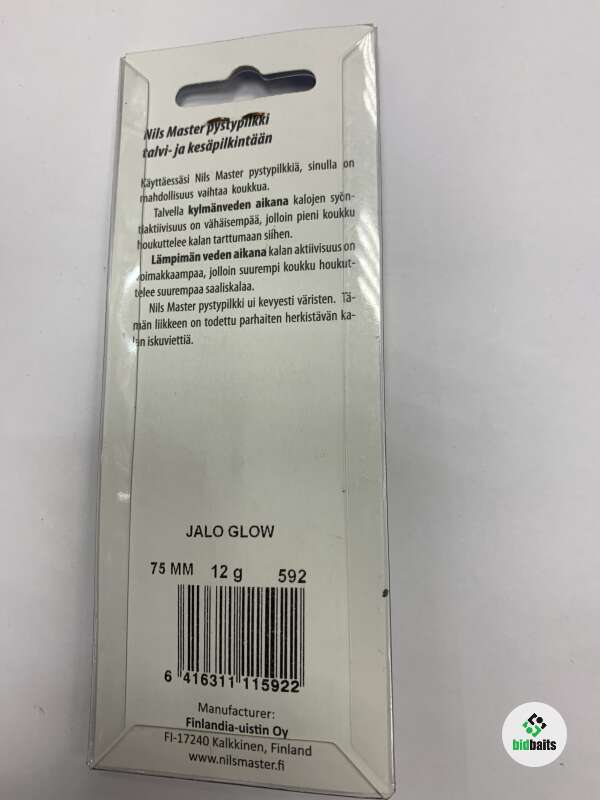 Nils Master pystypilkki
talvi- ja kesäpilkintään
Käyttäessäsi Nils Master pystypilkkiä, sinulla on
mahdollisuus vaihtaa koukkua.
Talvella kylmänveden aikana kalojen syön-
tiaktiivisuus on vähäisempää, jolloin pieni koukku
houkuttelee kalan tarttumaan siihen.
Lämpimän veden aikana kalan aktiivisuus on
voimakkaampaa, jolloin suurempi koukku houkut-
telee suurempaa saaliskalaa.
Nils Master pystypilkki ui kevyesti väristen. Tä-
män liikkeen on todettu parhaiten herkistävän ka-
lan iskuviettiä.
JALO GLOW
75 MM 12 g 592
6 416311 115922
Manufacturer:
Finlandia-uistin Oy
FI-17240 Kalkkinen, Finland
www.nilsmaster.fi
bidbaits